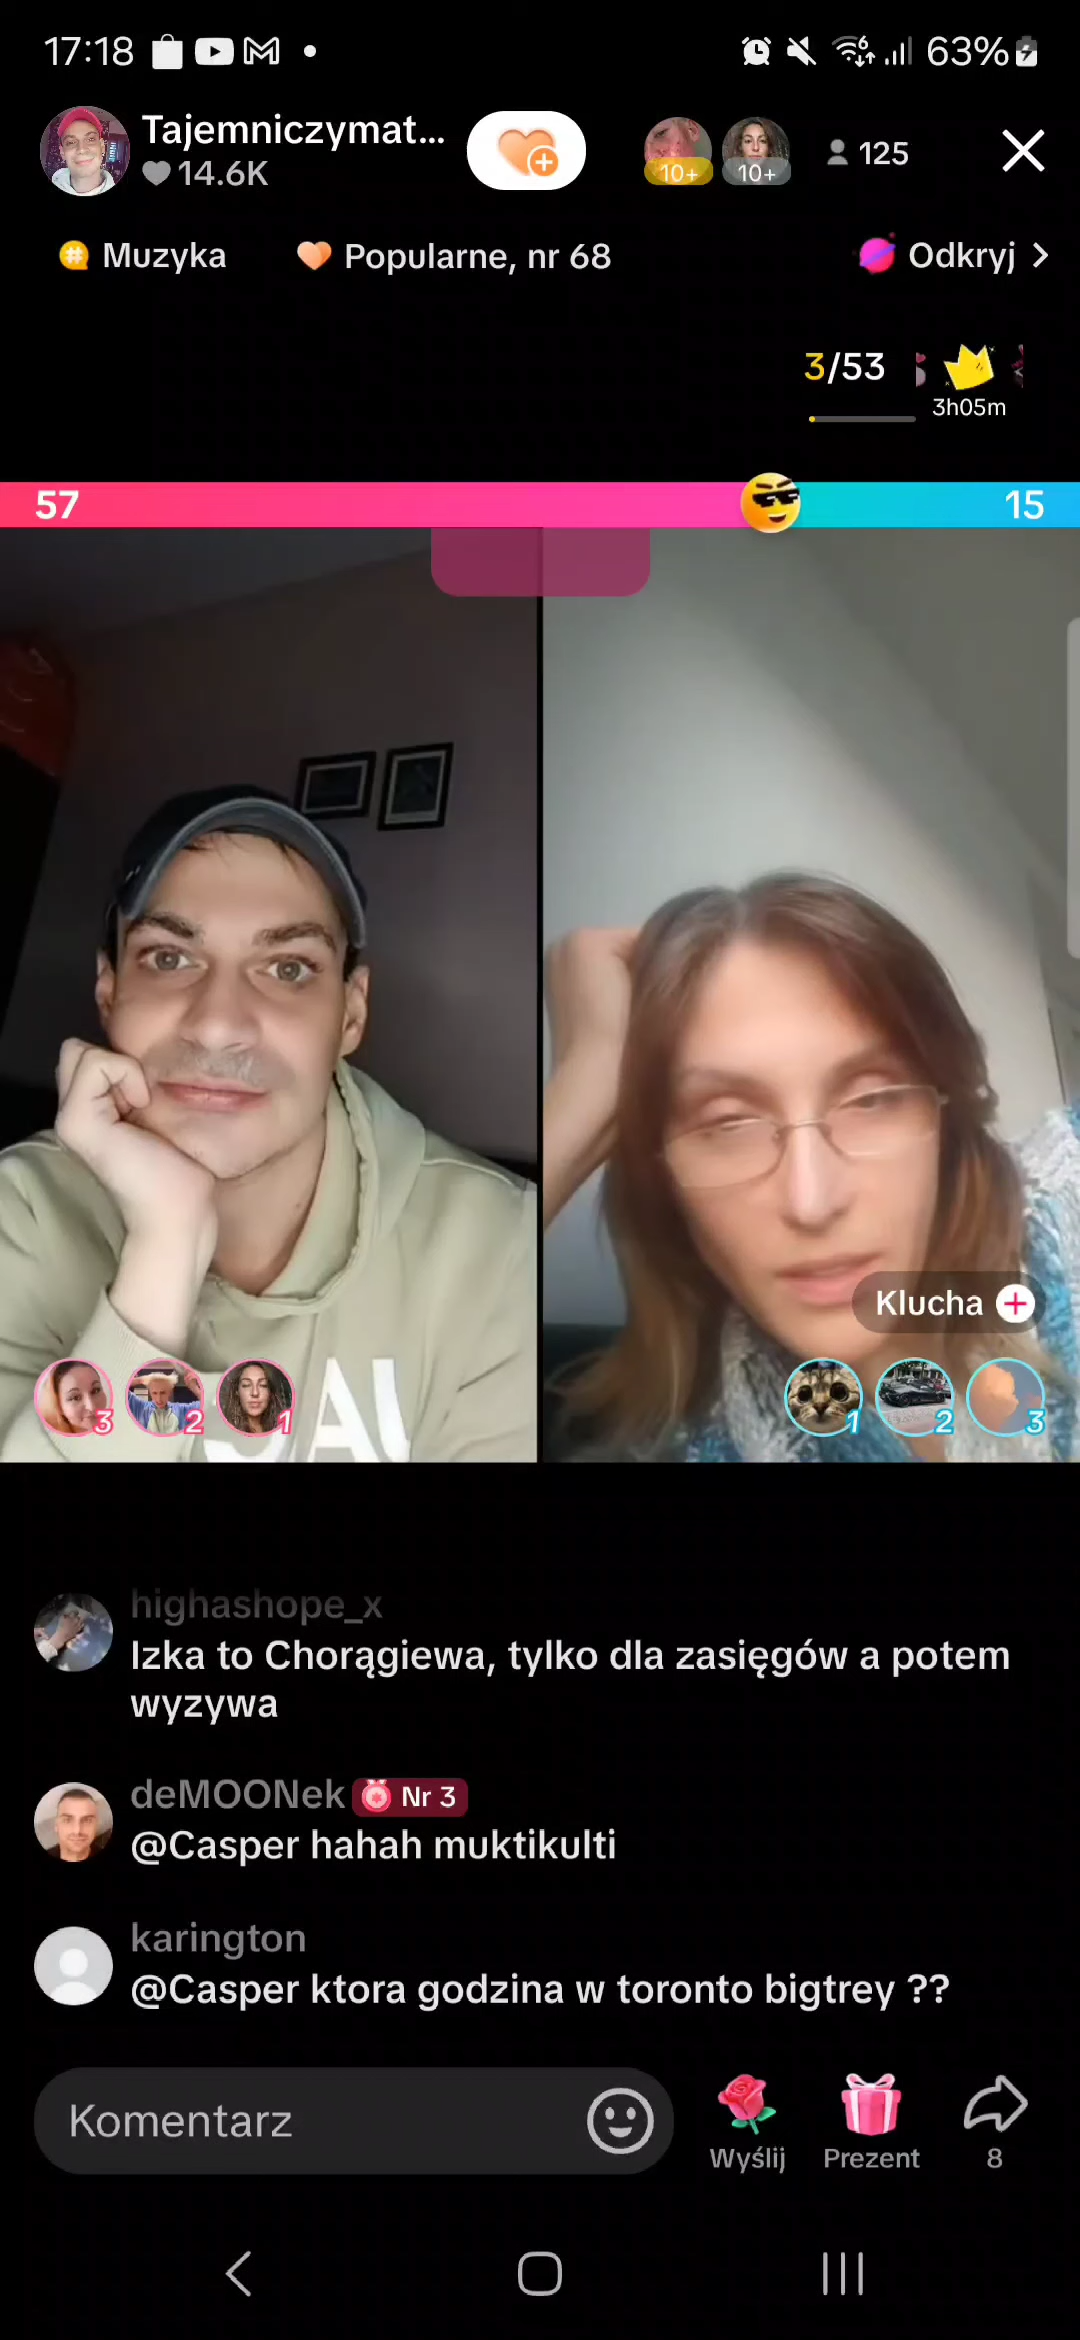 17:18
63%
Tajemniczymat...
14.6K
10+
10+
125
Muzyka
Popularne, nr 68
Odkryj
3/53
3h05m
57
15
Klucha
3
2
1
1
2
3
highashope_x
Izka to Chorągiewa, tylko dla zasięgów a potem
wyzywa
deMOONek Nr 3
@Casper hahah muktikulti
karington
@Casper ktora godzina w toronto bigtrey ??
Komentarz
Wyślij
Prezent
8